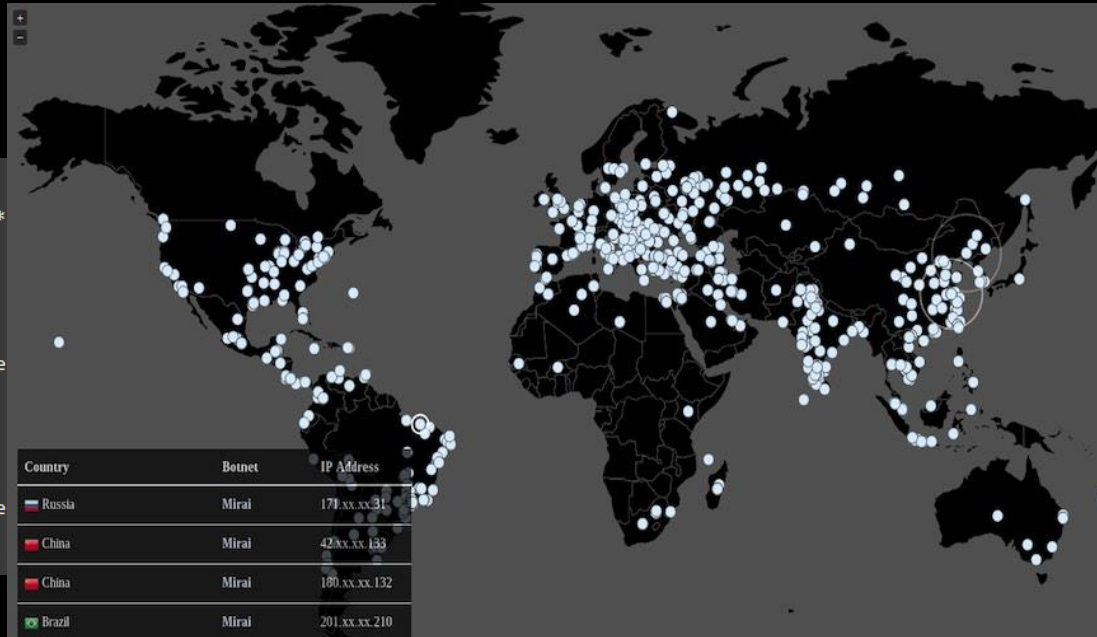 +
−
*
e
e
Country Botnet IP Address
Russia Mirai 171.xx.xx.31
China Mirai 42.xx.xx.133
China Mirai 180.xx.xx.132
Brazil Mirai 201.xx.xx.210